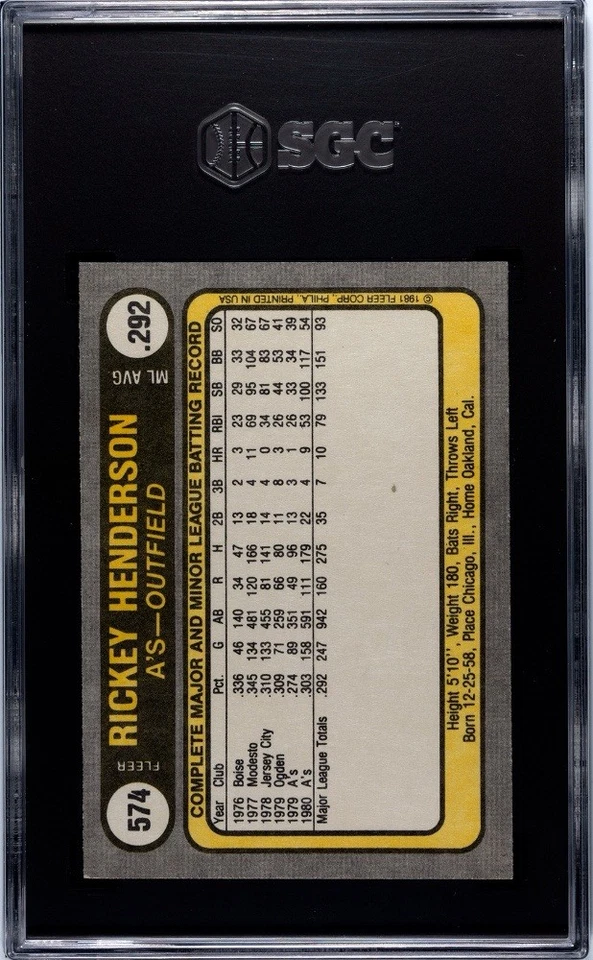 SGC
574
FLEER
RICKEY HENDERSON
A'S—OUTFIELD
ML AVG
.292
COMPLETE MAJOR AND MINOR LEAGUE BATTING RECORD
Year Club Pct. G AB R H 2B 3B HR RBI SB BB SO
1976 Boise .336 46 140 34 47 13 2 3 23 29 33 32
1977 Modesto .345 134 481 120 166 18 4 11 69 95 104 67
1978 Jersey City .310 133 455 81 141 14 4 0 34 81 83 67
1979 Ogden .309 71 259 66 80 11 8 3 26 44 53 41
1979 A's .274 89 351 49 96 13 3 1 26 33 34 39
1980 A's .303 158 591 111 179 22 4 9 53 100 117 54
Major League Totals .292 247 942 160 275 35 7 10 79 133 151 93
Height 5'10'', Weight 180, Bats Right, Throws Left
Born 12-25-58, Place Chicago, Ill., Home Oakland, Cal.
© 1981 FLEER CORP., PHILA., PRINTED IN USA